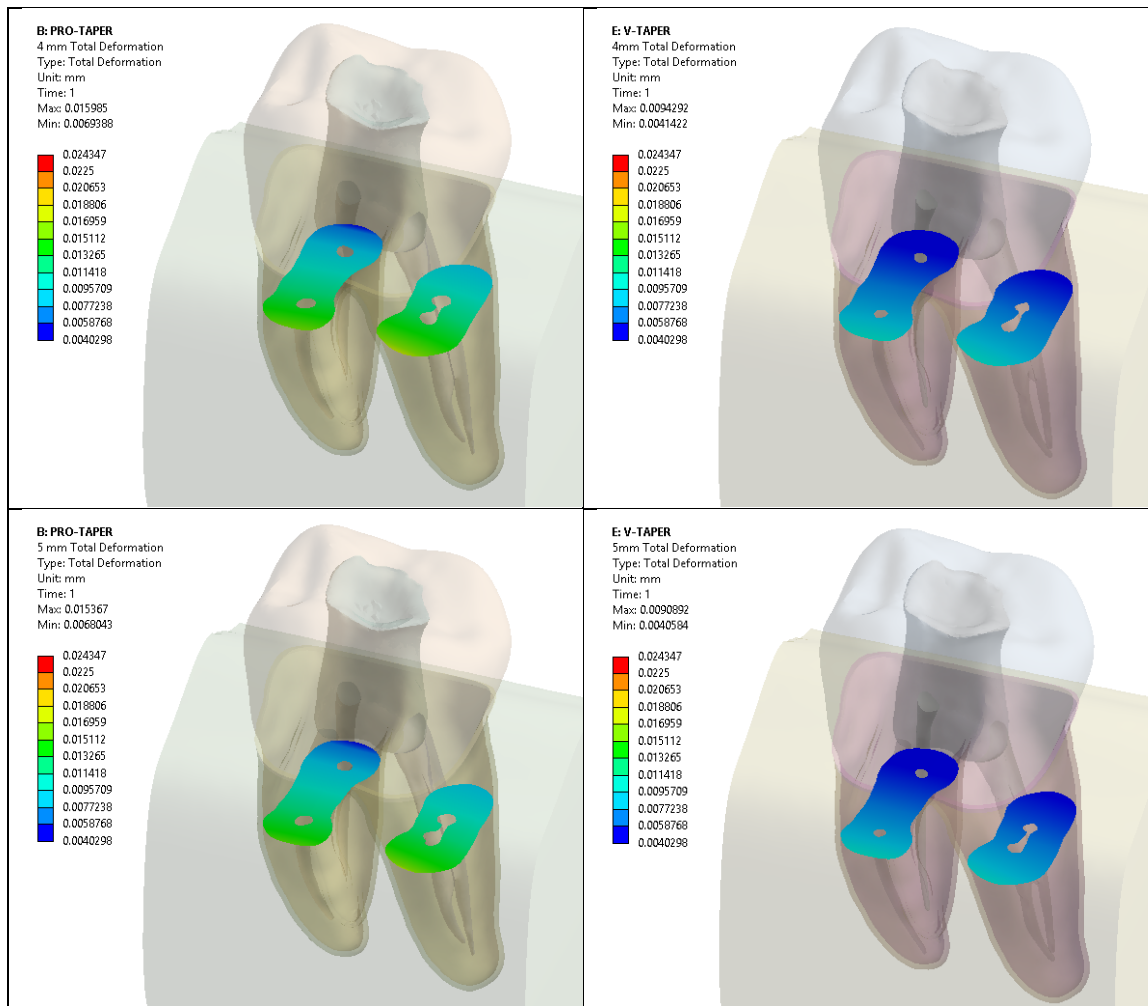 B: PRO-TAPER
4 mm Total Deformation
Type: Total Deformation
Unit: mm
Time: 1
Max: 0.015985
Min: 0.0069388
0.024347
0.0225
0.020653
0.018806
0.016959
0.015112
0.013265
0.011418
0.0095709
0.0077238
0.0058768
0.0040298
E: V-TAPER
4mm Total Deformation
Type: Total Deformation
Unit: mm
Time: 1
Max: 0.0094292
Min: 0.0041422
0.024347
0.0225
0.020653
0.018806
0.016959
0.015112
0.013265
0.011418
0.0095709
0.0077238
0.0058768
0.0040298
B: PRO-TAPER
5 mm Total Deformation
Type: Total Deformation
Unit: mm
Time: 1
Max: 0.015367
Min: 0.0068043
0.024347
0.0225
0.020653
0.018806
0.016959
0.015112
0.013265
0.011418
0.0095709
0.0077238
0.0058768
0.0040298
E: V-TAPER
5mm Total Deformation
Type: Total Deformation
Unit: mm
Time: 1
Max: 0.0090892
Min: 0.0040584
0.024347
0.0225
0.020653
0.018806
0.016959
0.015112
0.013265
0.011418
0.0095709
0.0077238
0.0058768
0.0040298